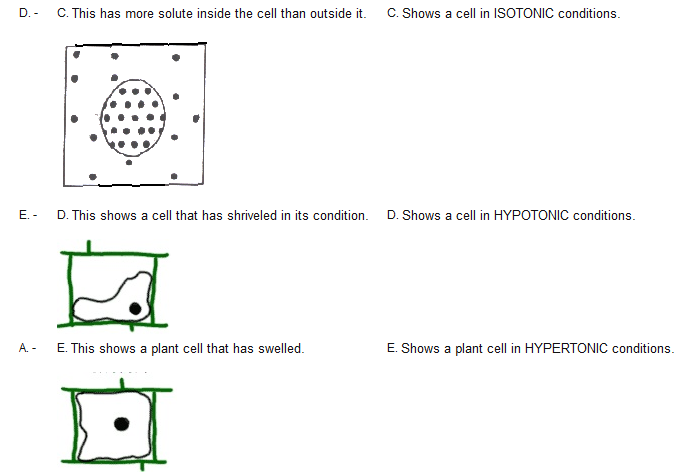 D. - C. This has more solute inside the cell than outside it. C. Shows a cell in ISOTONIC conditions.
E. - D. This shows a cell that has shriveled in its condition. D. Shows a cell in HYPOTONIC conditions.
A. - E. This shows a plant cell that has swelled. E. Shows a plant cell in HYPERTONIC conditions.